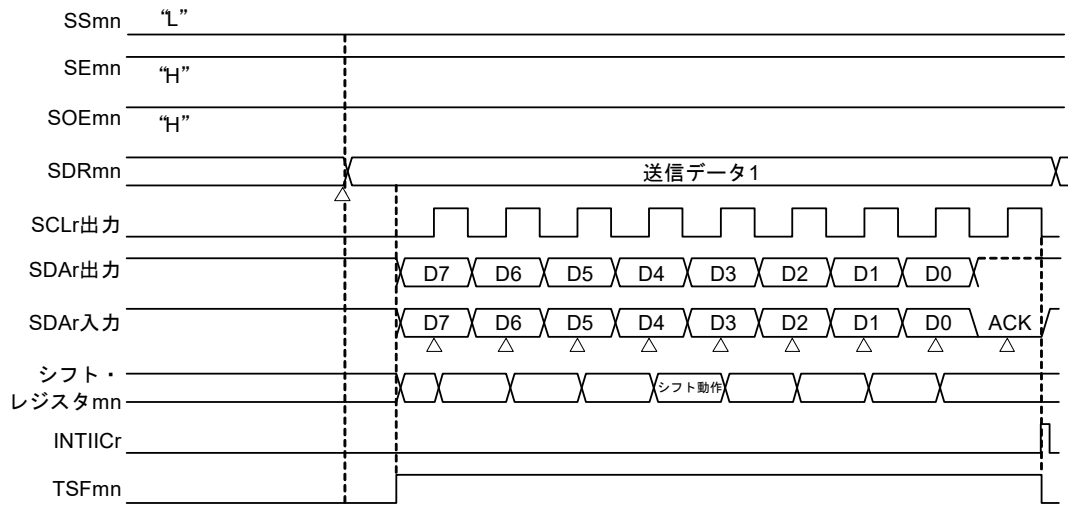 SSmn “L”
SEmn “H”
SOEmn “H”
SDRmn 送信データ1
SCLr出力
SDAr出力 D7 D6 D5 D4 D3 D2 D1 D0
SDAr入力 D7 D6 D5 D4 D3 D2 D1 D0 ACK
シフト・
レジスタmn シフト動作
INTIICr
TSFmn